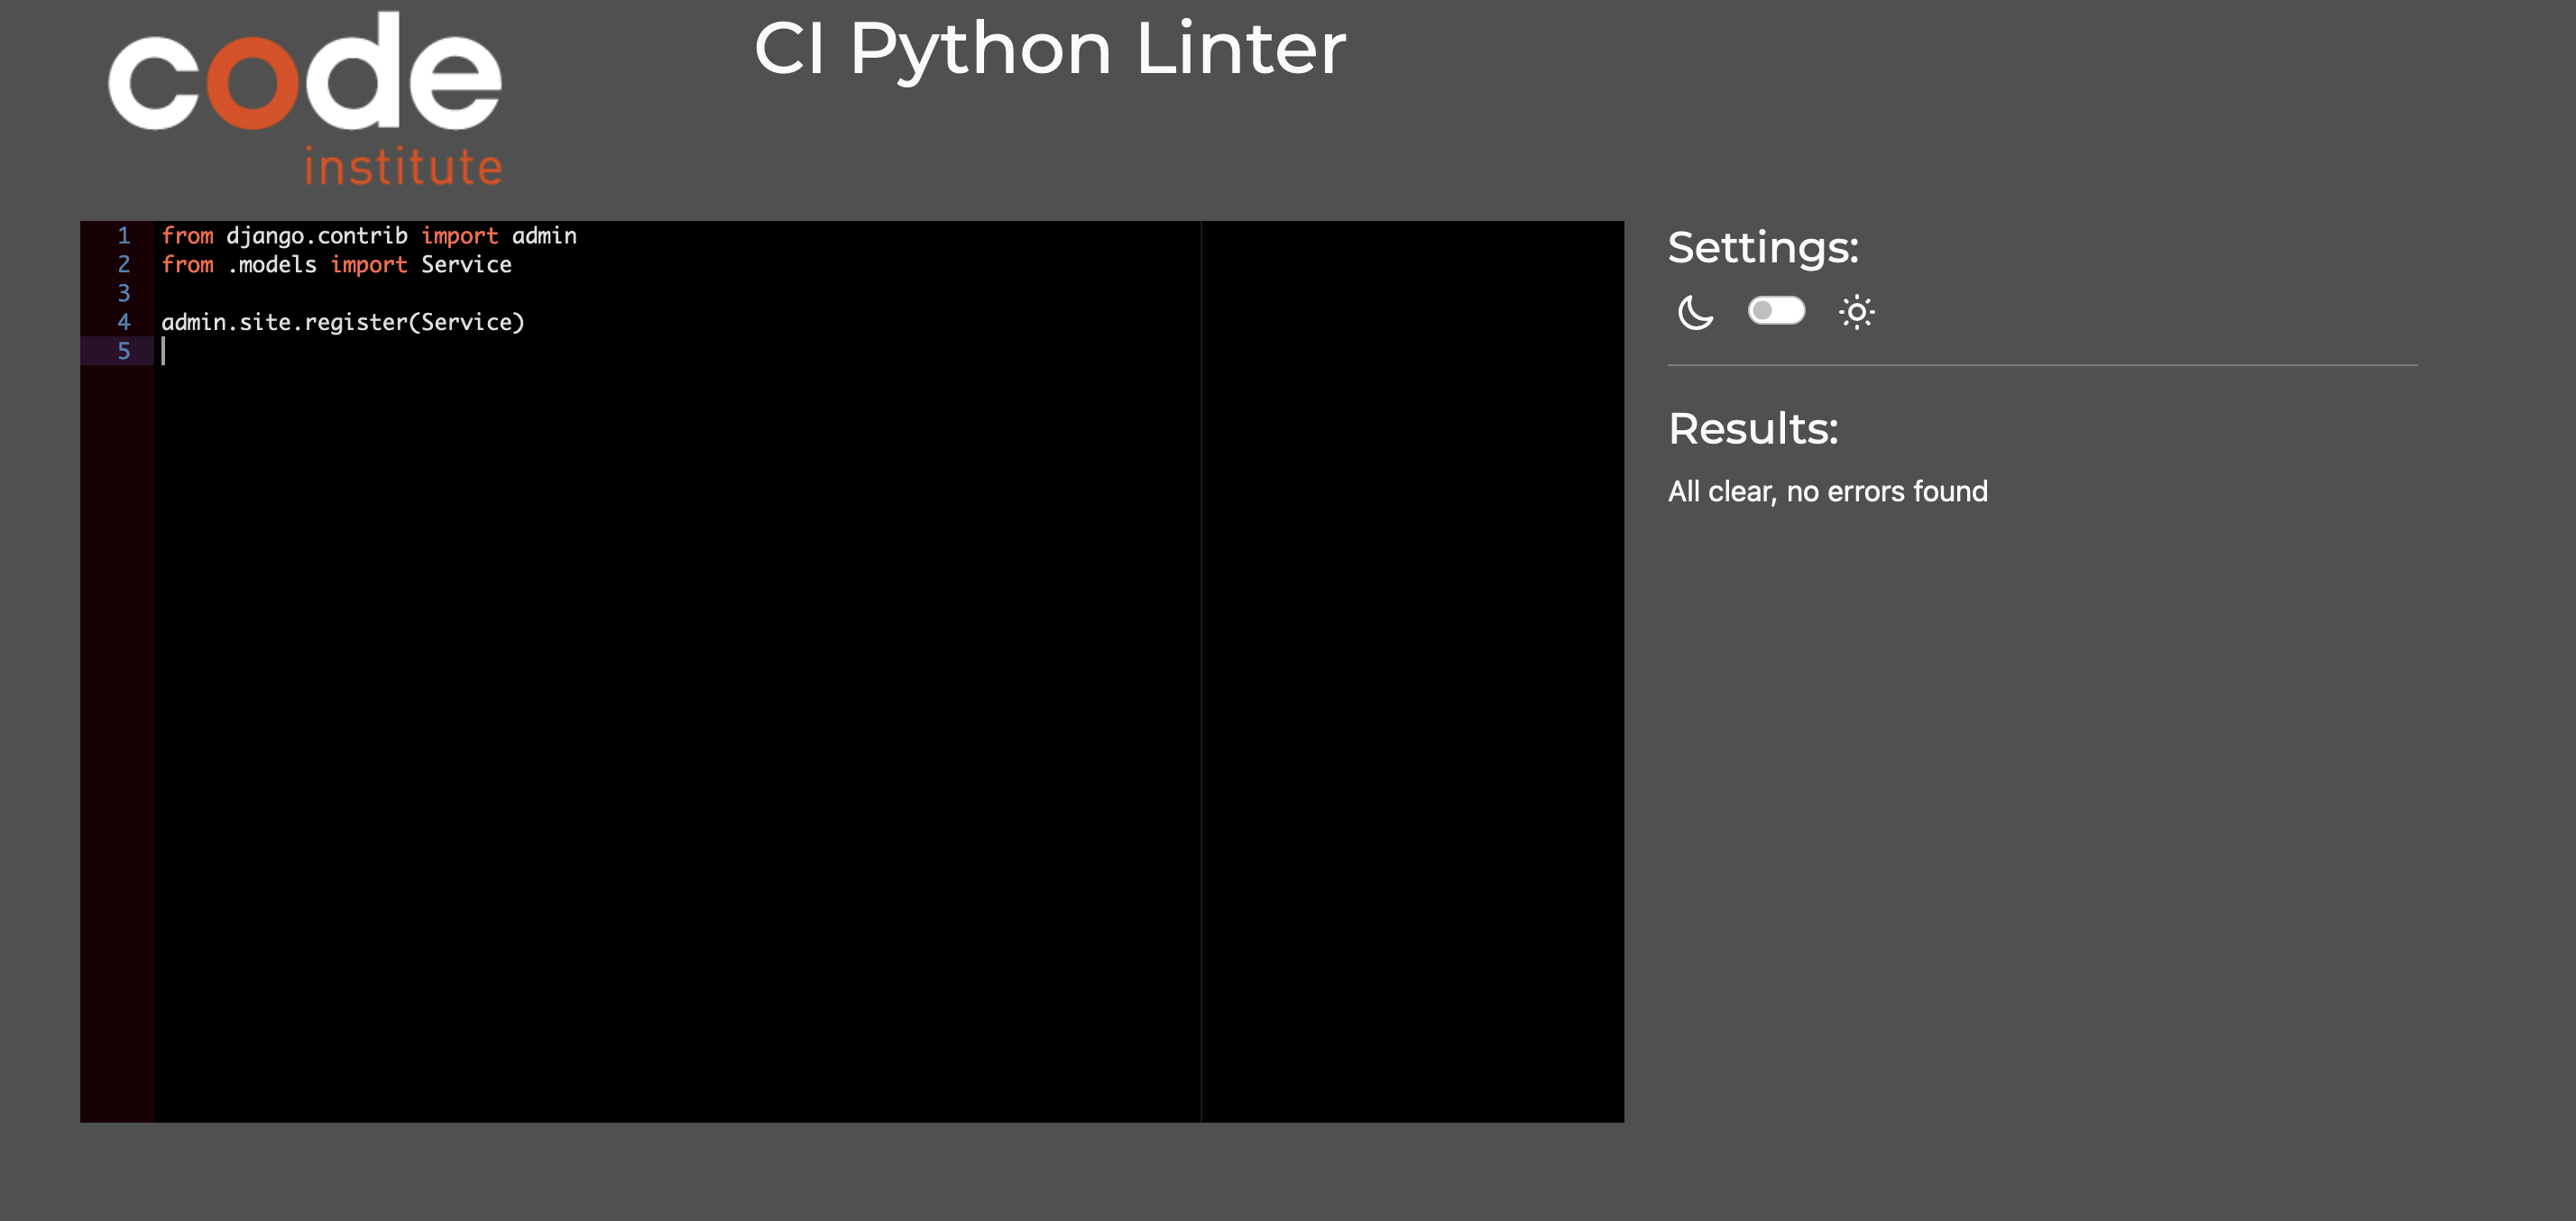 code
institute
CI Python Linter
1 from django.contrib import admin
2 from .models import Service
3
4 admin.site.register(Service)
5
Settings:
Results:
All clear, no errors found